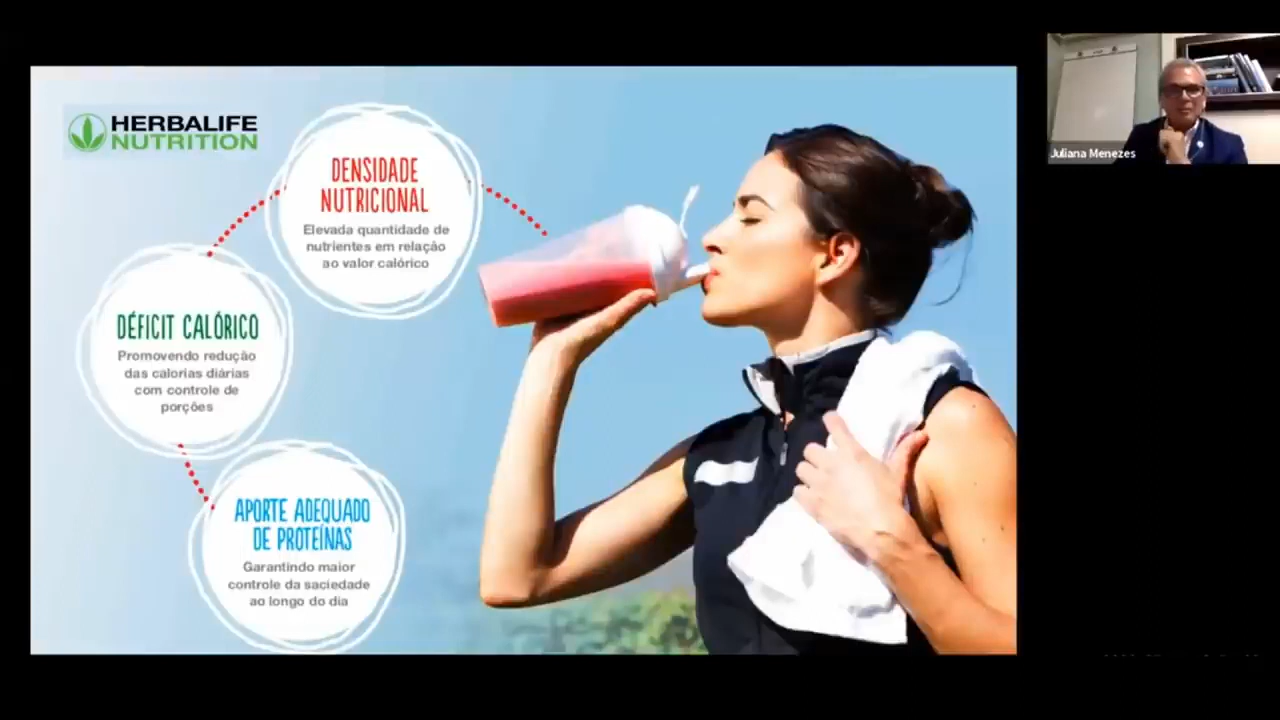 HERBALIFE
NUTRITION
DENSIDADE
NUTRICIONAL
Elevada quantidade de
nutrientes em relação
ao valor calórico
DÉFICIT CALÓRICO
Promovendo redução
das calorias diárias
com controle de
porções
APORTE ADEQUADO
DE PROTEÍNAS
Garantindo maior
controle da saciedade
ao longo do dia
Juliana Menezes